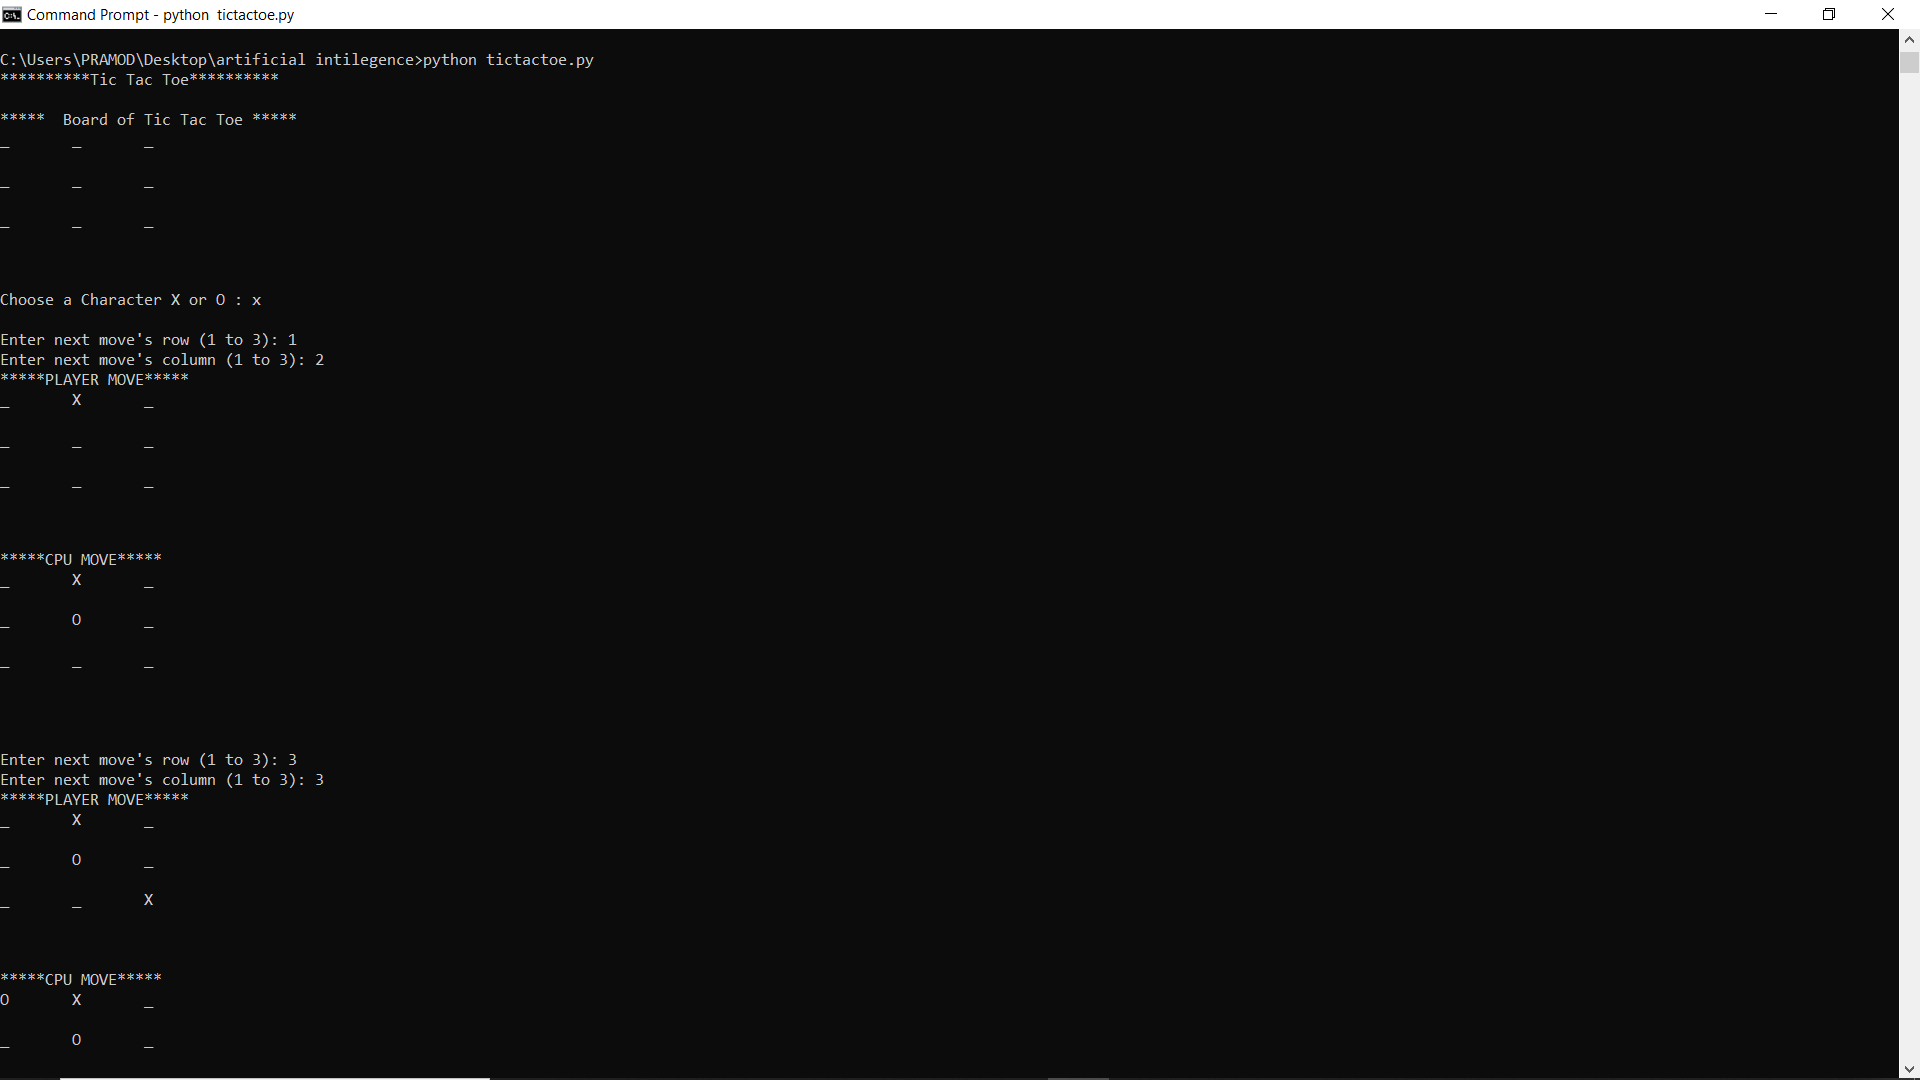 Command Prompt - python  tictactoe.py
C:\Users\PRAMOD\Desktop\artificial intilegence>python tictactoe.py
**********Tic Tac Toe**********
*****  Board of Tic Tac Toe *****
_       _       _
_       _       _
_       _       _
Choose a Character X or O : x
Enter next move's row (1 to 3): 1
Enter next move's column (1 to 3): 2
*****PLAYER MOVE*****
_       X       _
_       _       _
_       _       _
*****CPU MOVE*****
_       X       _
_       O       _
_       _       _
Enter next move's row (1 to 3): 3
Enter next move's column (1 to 3): 3
*****PLAYER MOVE*****
_       X       _
_       O       _
_       _       X
*****CPU MOVE*****
O       X       _
_       O       _